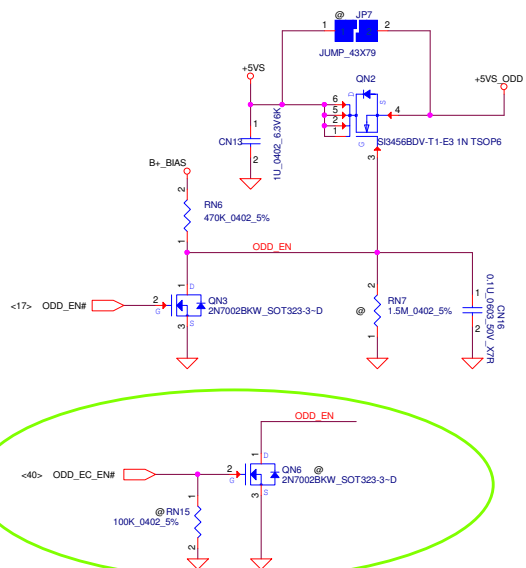 @ JP7
1 2
JUMP_43X79
+5VS
QN2
+5VS_ODD
D S
6
5
2
1
4
G
3
SI3456BDV-T1-E3 1N TSOP6
CN13
1
2
1U_0402_6.3V6K
B+_BIAS
2
RN6
470K_0402_5%
1
ODD_EN
<17> ODD_EN#
2
G
1
D
QN3
2N7002BKW_SOT323-3~D
3
S
2
RN7
@
1.5M_0402_5%
1
1
2
CN16
0.1U_0603_50V_X7R
ODD_EN
<40> ODD_EC_EN#
2
G
1
D
QN6 @
2N7002BKW_SOT323-3~D
3
S
1
@ RN15
100K_0402_5%
2